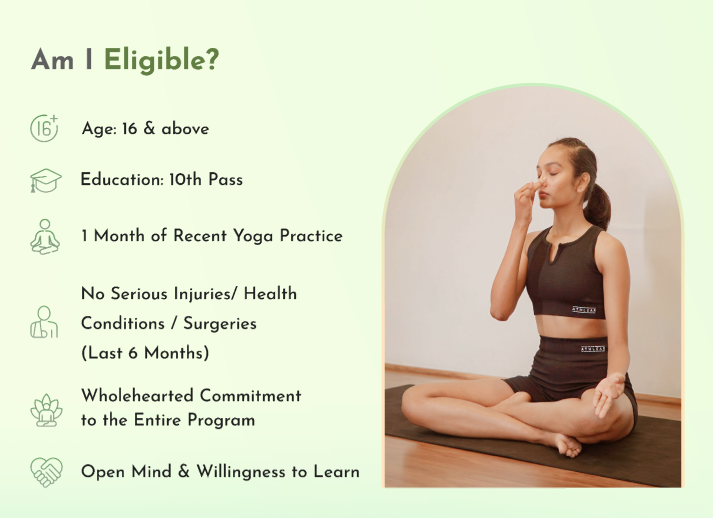 Am I Eligible?
16+
Age: 16 & above
Education: 10th Pass
1 Month of Recent Yoga Practice
No Serious Injuries/ Health
Conditions / Surgeries
(Last 6 Months)
Wholehearted Commitment
to the Entire Program
Open Mind & Willingness to Learn